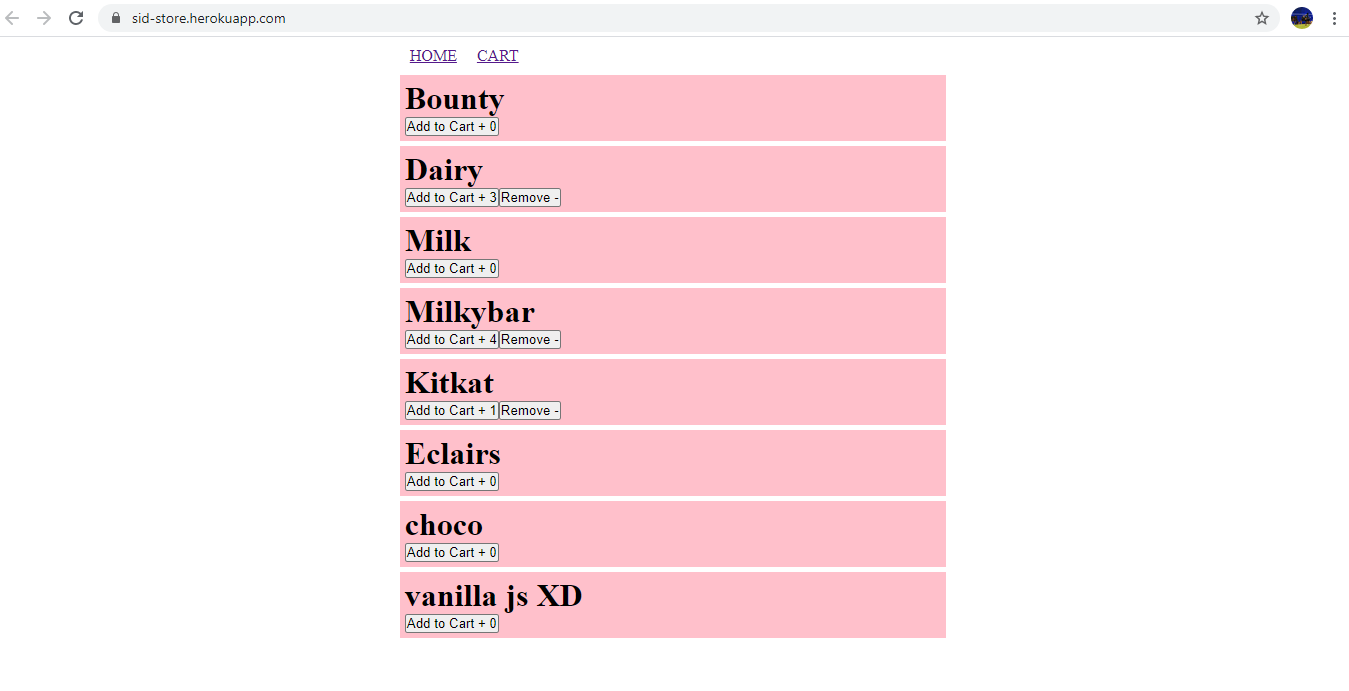 sid-store.herokuapp.com
HOME CART
Bounty
Add to Cart + 0
Dairy
Add to Cart + 3 Remove -
Milk
Add to Cart + 0
Milkybar
Add to Cart + 4 Remove -
Kitkat
Add to Cart + 1 Remove -
Eclairs
Add to Cart + 0
choco
Add to Cart + 0
vanilla js XD
Add to Cart + 0